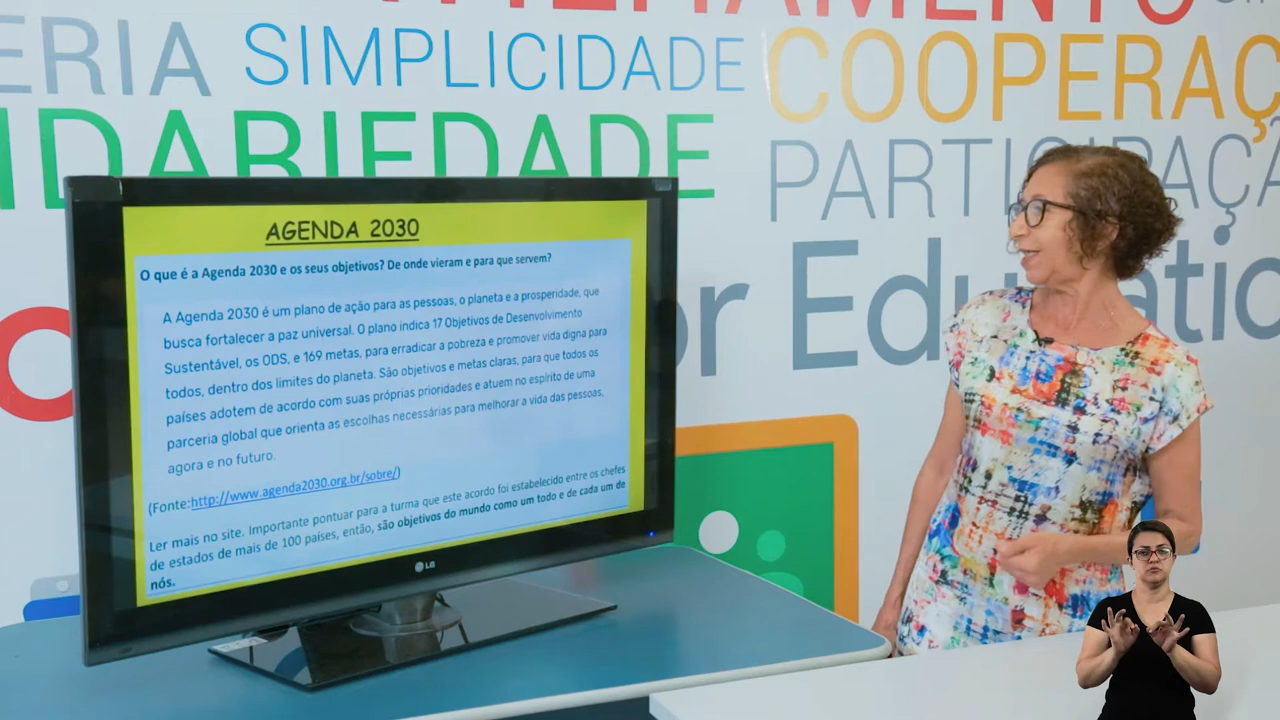 ERIA SIMPLICIDADE COOPERAÇ
IDARIEDADE PARTICIPAÇÃ
or Education
AGENDA 2030
O que é a Agenda 2030 e os seus objetivos? De onde vieram e para que servem?
A Agenda 2030 é um plano de ação para as pessoas, o planeta e a prosperidade, que
busca fortalecer a paz universal. O plano indica 17 Objetivos de Desenvolvimento
Sustentável, os ODS, e 169 metas, para erradicar a pobreza e promover vida digna para
todos, dentro dos limites do planeta. São objetivos e metas claras, para que todos os
países adotem de acordo com suas próprias prioridades e atuem no espírito de uma
parceria global que orienta as escolhas necessárias para melhorar a vida das pessoas,
agora e no futuro.
(Fonte:http://www.agenda2030.org.br/sobre/)
Ler mais no site. Importante pontuar para a turma que este acordo foi estabelecido entre os chefes
de estados de mais de 100 países, então, são objetivos do mundo como um todo e de cada um de
nós.
LG